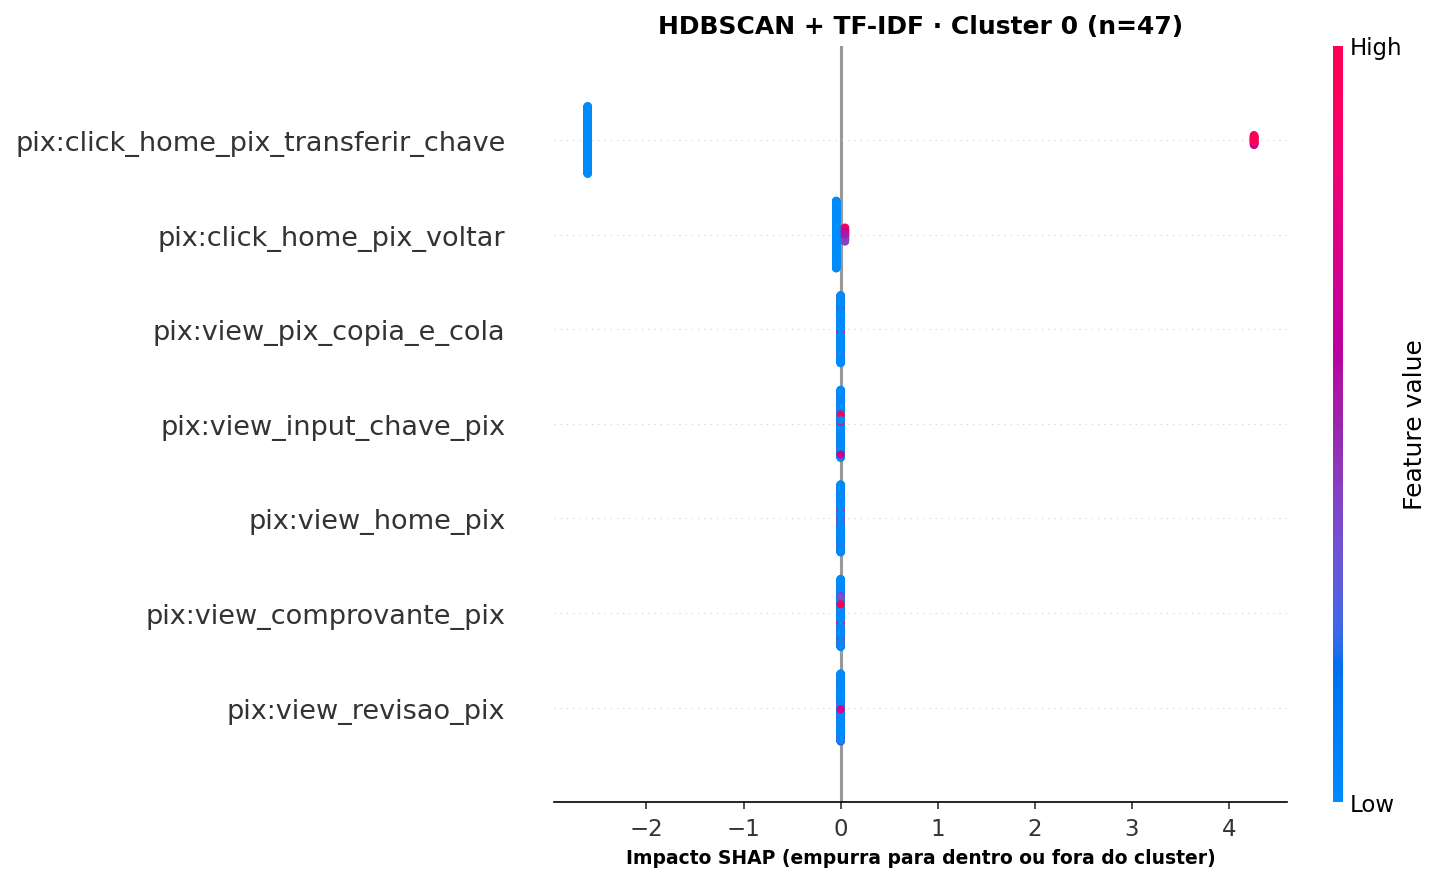 HDBSCAN + TF-IDF · Cluster 0 (n=47)
High
pix:click_home_pix_transferir_chave
pix:click_home_pix_voltar
pix:view_pix_copia_e_cola
pix:view_input_chave_pix
pix:view_home_pix
pix:view_comprovante_pix
pix:view_revisao_pix
Feature value
Low
−2 −1 0 1 2 3 4
Impacto SHAP (empurra para dentro ou fora do cluster)